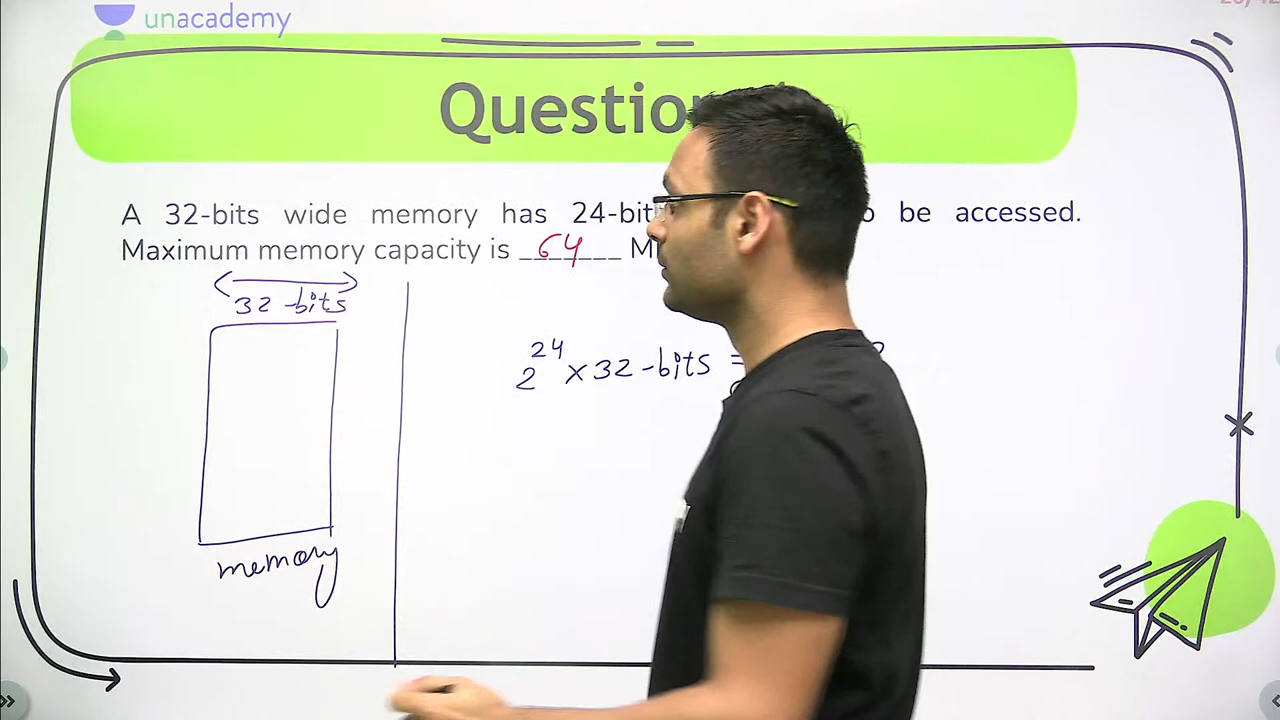 unacademy
Questio
A 32-bits wide memory has 24-bit o be accessed.
Maximum memory capacity is 64 M
32-bits
2^24 × 32-bits =
memory